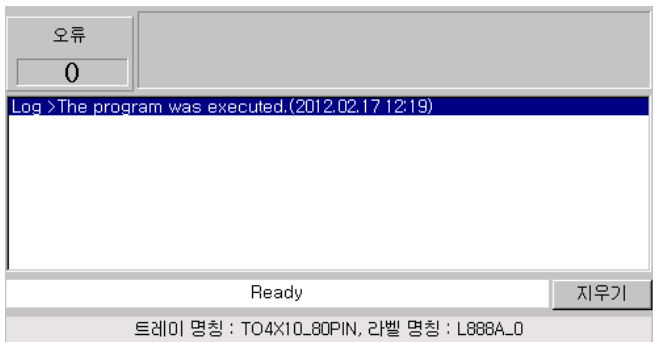 오류
0
Log >The program was executed.(2012.02.17 12:19)
Ready
지우기
트레이 명칭 : TO4X10_80PIN, 라벨 명칭 : L888A_0